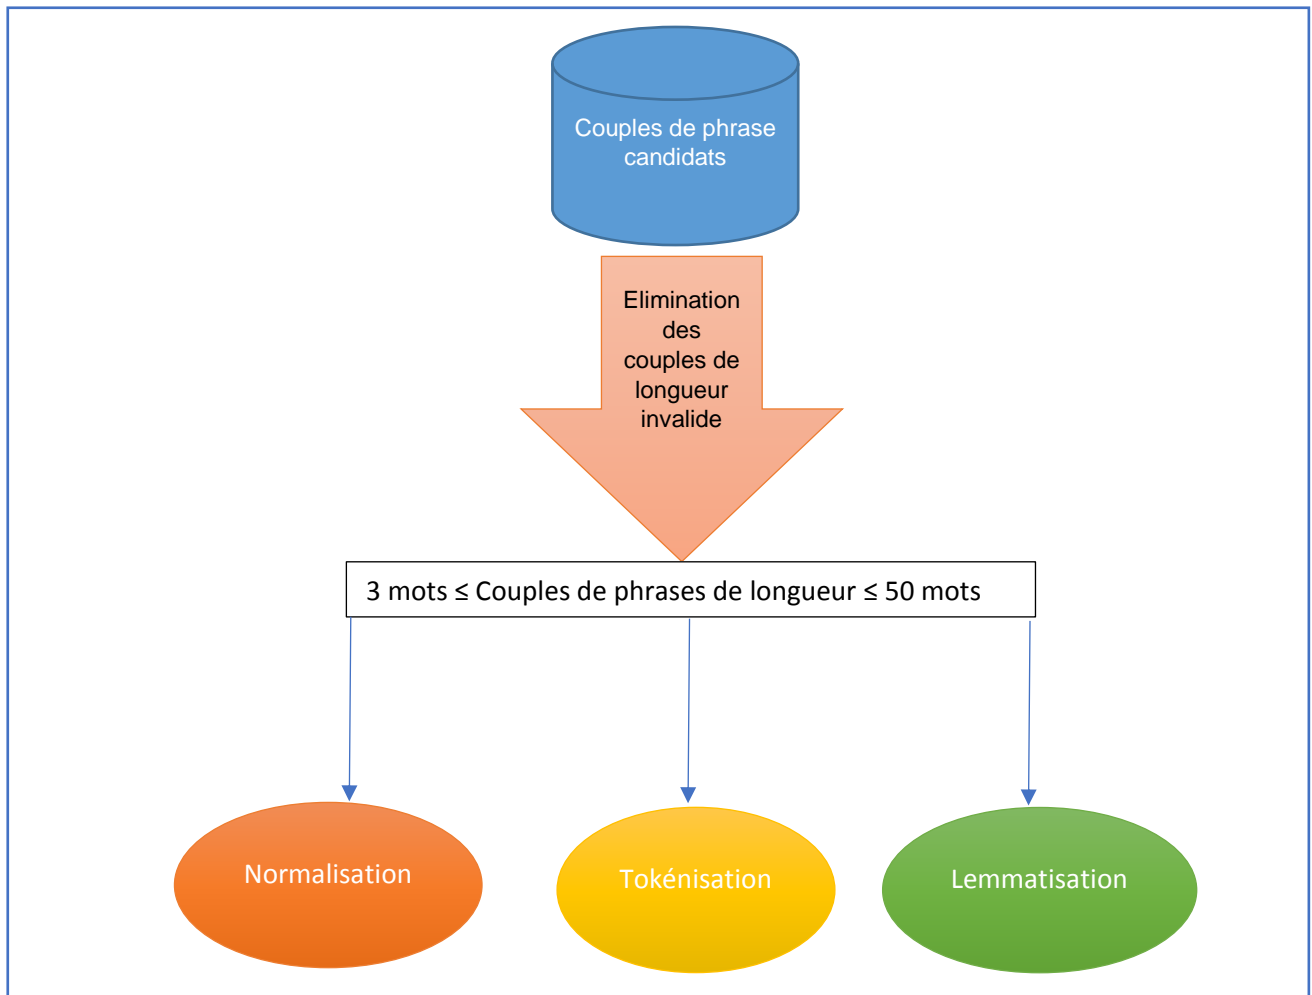 Couples de phrase
candidats
Elimination
des
couples de
longueur
invalide
3 mots ≤ Couples de phrases de longueur ≤ 50 mots
Normalisation
Tokénisation
Lemmatisation